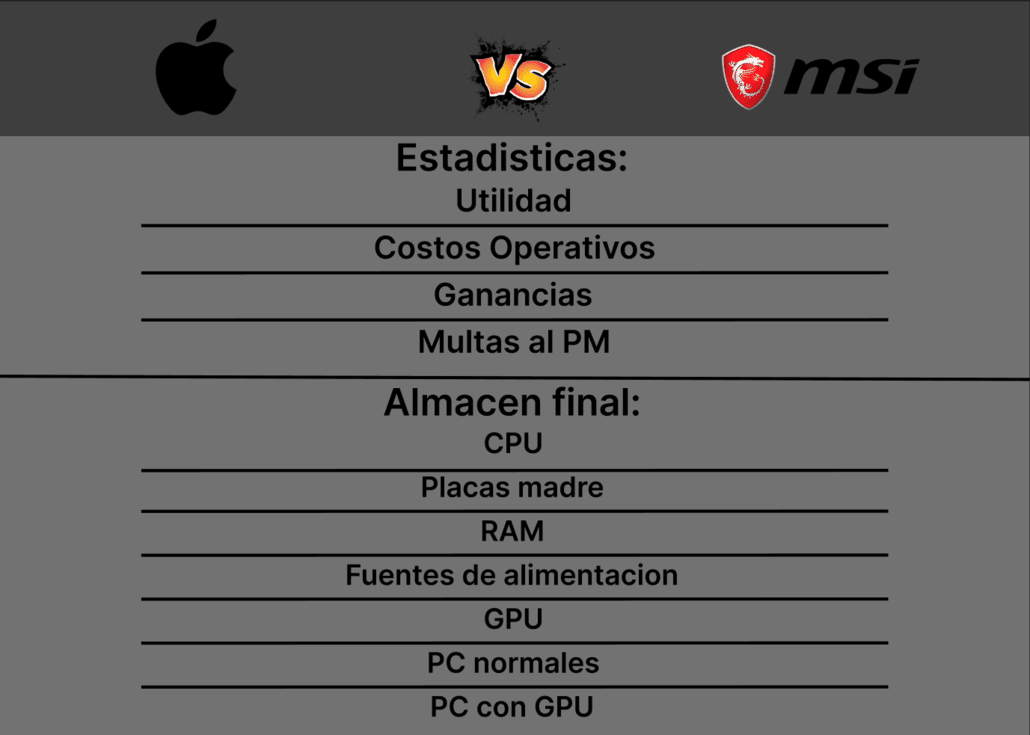 VS
msi
Estadisticas:
Utilidad
Costos Operativos
Ganancias
Multas al PM
Almacen final:
CPU
Placas madre
RAM
Fuentes de alimentacion
GPU
PC normales
PC con GPU